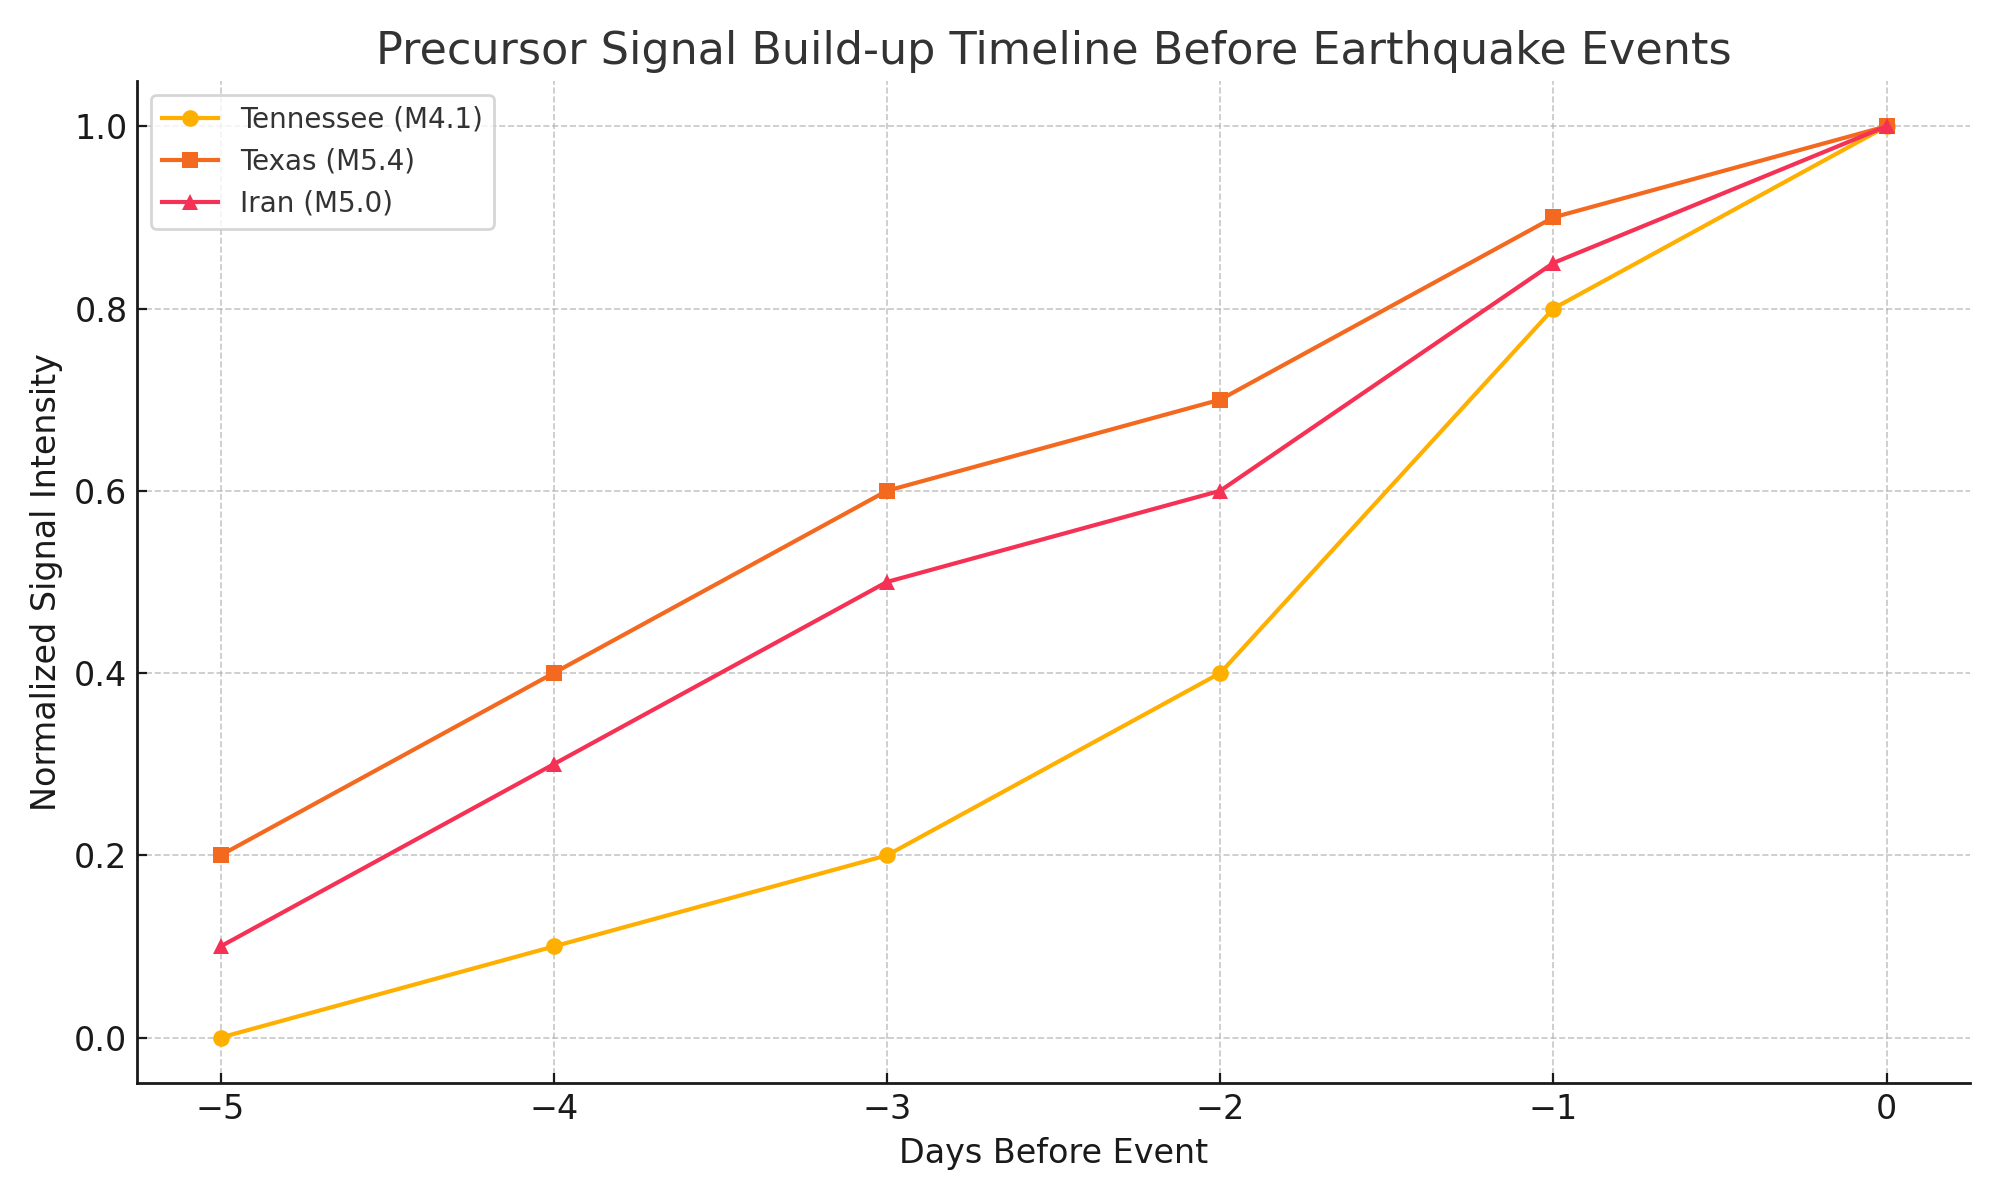 Precursor Signal Build-up Timeline Before Earthquake Events
Tennessee (M4.1)
Texas (M5.4)
Iran (M5.0)
Normalized Signal Intensity
1.0
0.8
0.6
0.4
0.2
0.0
−5 −4 −3 −2 −1 0
Days Before Event